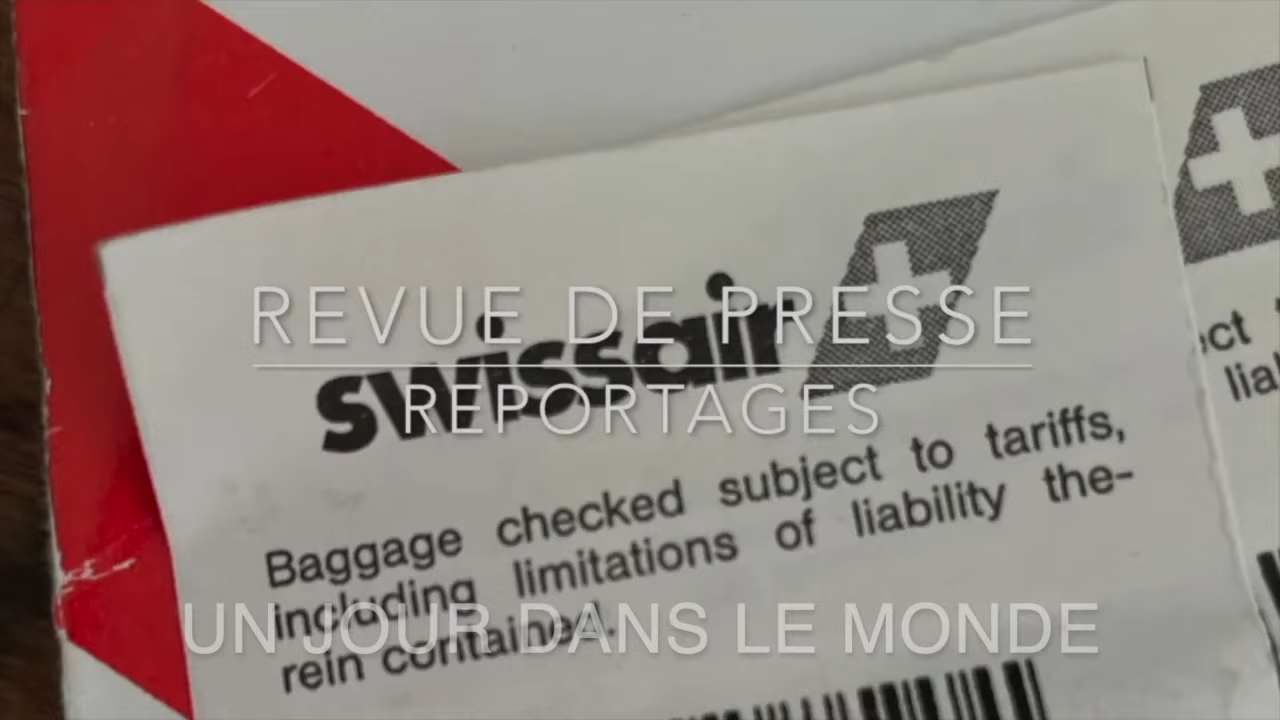 REVUE DE PRESSE
swissair
REPORTAGES
Baggage checked subject to tariffs,
including limitations of liability the-
rein contained.
UN JOUR DANS LE MONDE
ct
lia